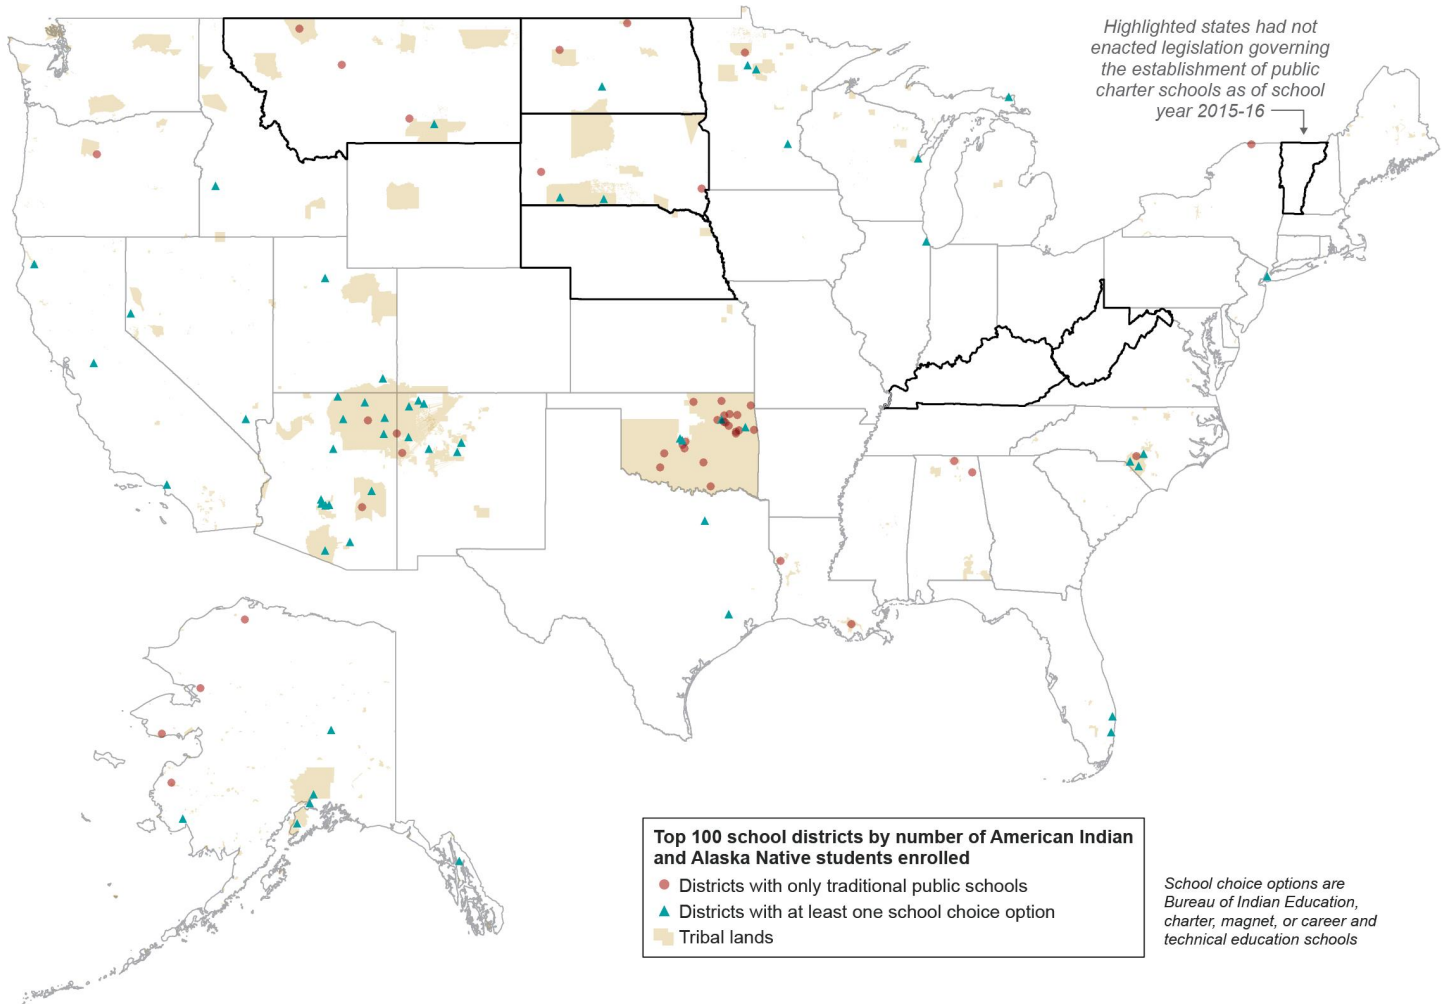 Highlighted states had not
enacted legislation governing
the establishment of public
charter schools as of school
year 2015-16
Top 100 school districts by number of American Indian
and Alaska Native students enrolled
Districts with only traditional public schools
Districts with at least one school choice option
Tribal lands
School choice options are
Bureau of Indian Education,
charter, magnet, or career and
technical education schools